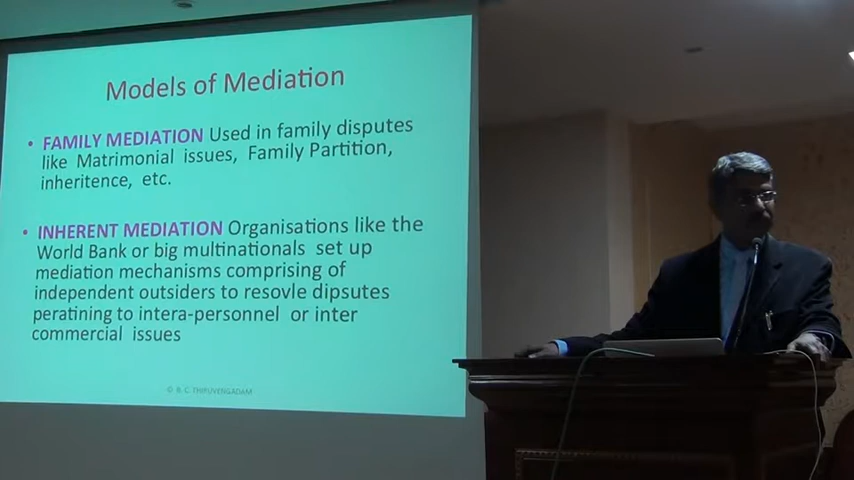 Models of Mediation
• FAMILY MEDIATION Used in family disputes
like Matrimonial issues, Family Partition,
inheritence, etc.
• INHERENT MEDIATION Organisations like the
World Bank or big multinationals set up
mediation mechanisms comprising of
independent outsiders to resovle dipsutes
peratining to intera-personnel or inter
commercial issues
© R. C. THIRUVENGADAM